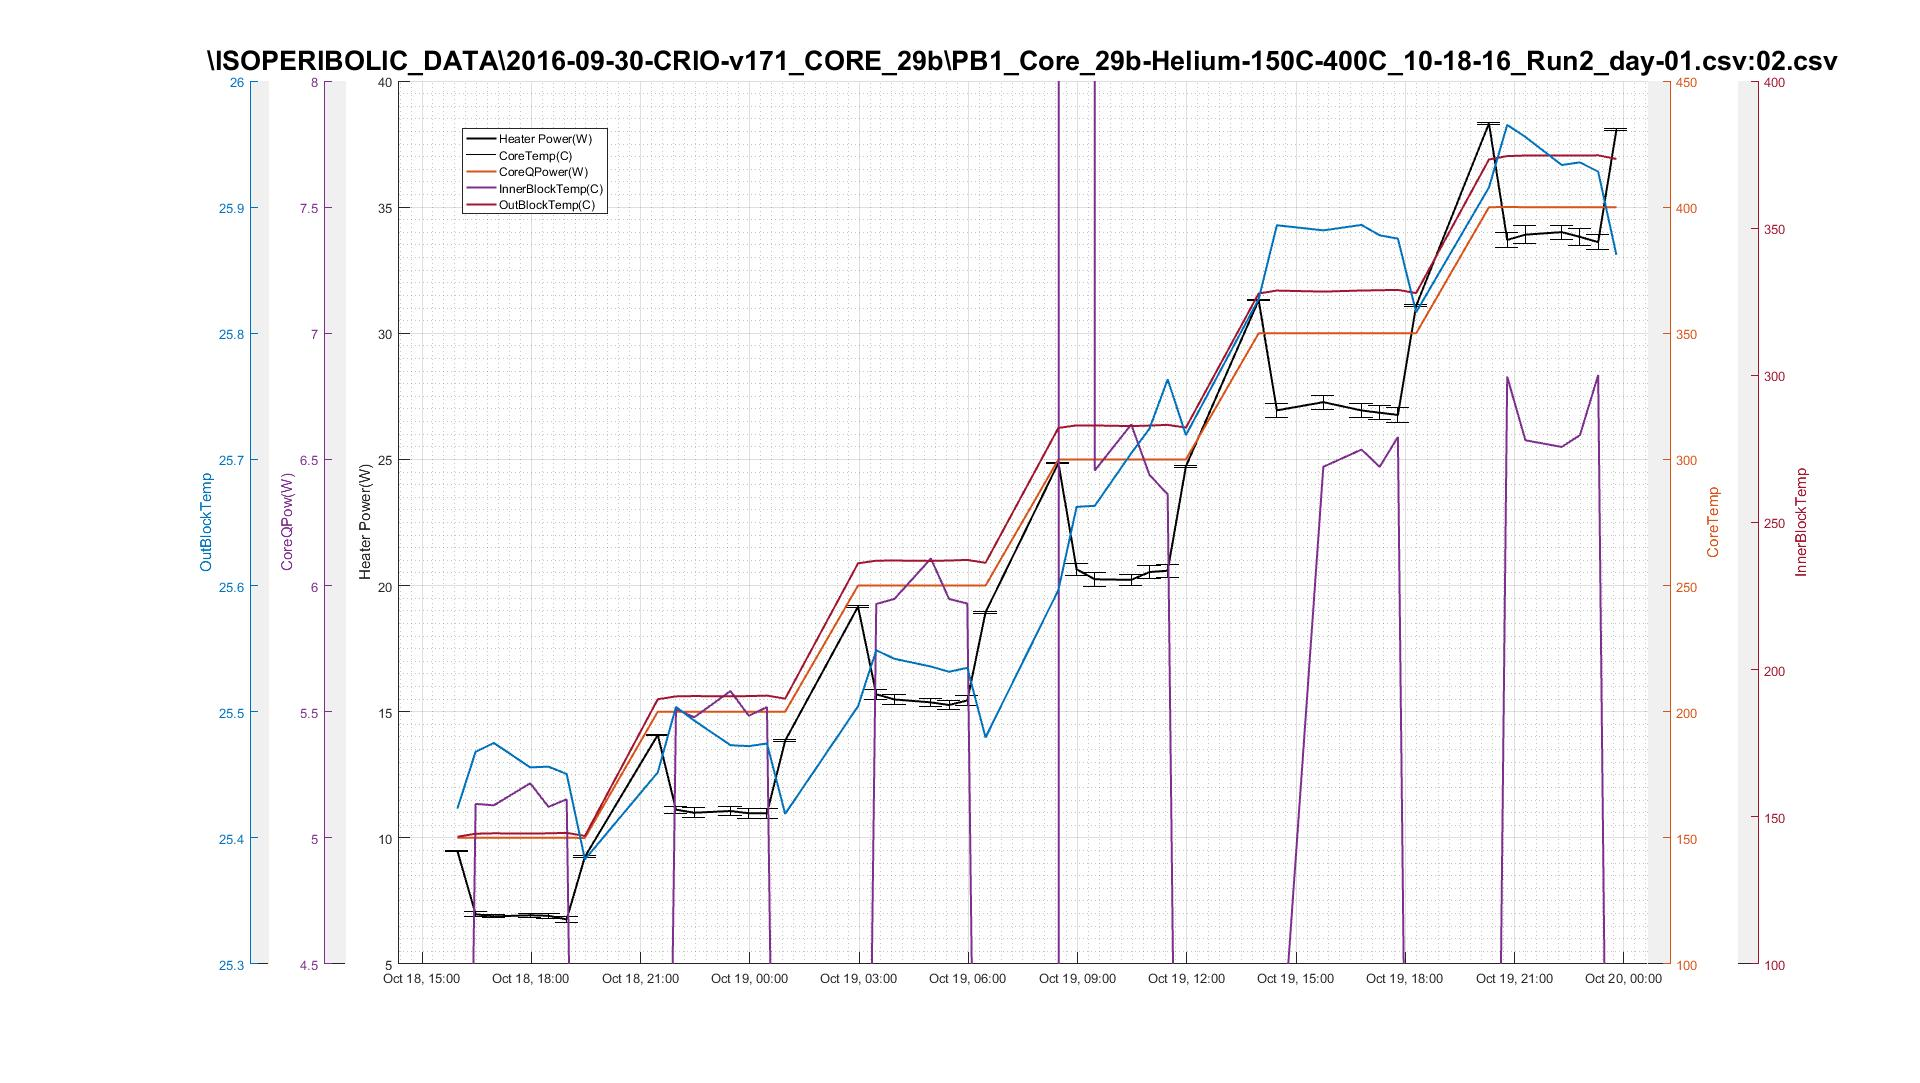 \ISOPERIBOLIC_DATA\2016-09-30-CRIO-v171_CORE_29b\PB1_Core_29b-Helium-150C-400C_10-18-16_Run2_day-01.csv:02.csv
26
25.9
25.8
25.7
25.6
25.5
25.4
25.3
OutBlockTemp
8
7.5
7
6.5
6
5.5
5
4.5
CoreQPow(W)
40
35
30
25
20
15
10
5
Heater Power(W)
Heater Power(W)
CoreTemp(C)
CoreQPower(W)
InnerBlockTemp(C)
OutBlockTemp(C)
Oct 18, 15:00
Oct 18, 18:00
Oct 18, 21:00
Oct 19, 00:00
Oct 19, 03:00
Oct 19, 06:00
Oct 19, 09:00
Oct 19, 12:00
Oct 19, 15:00
Oct 19, 18:00
Oct 19, 21:00
Oct 20, 00:00
450
400
350
300
250
200
150
100
CoreTemp
400
350
300
250
200
150
100
InnerBlockTemp